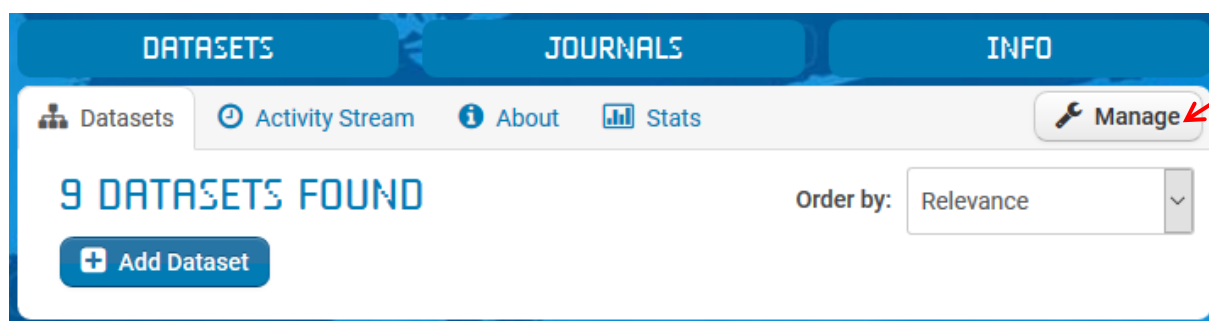 DATASETS JOURNALS INFO
Datasets Activity Stream About Stats Manage
9 DATASETS FOUND Order by: Relevance
Add Dataset